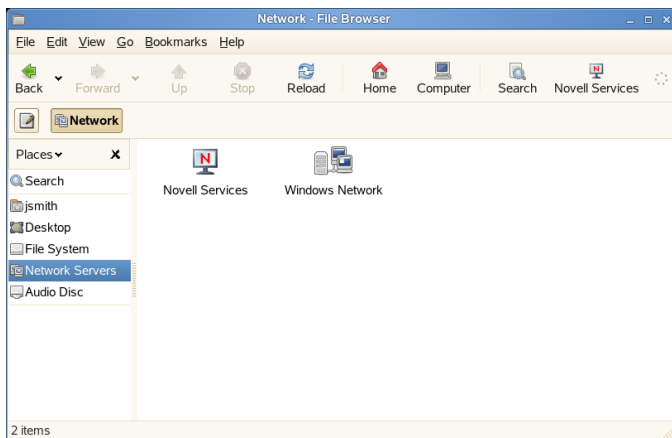 Network - File Browser
File Edit View Go Bookmarks Help
Back Forward Up Stop Reload Home Computer Search Novell Services
Network
Places
Search
jsmith
Desktop
File System
Network Servers
Audio Disc
N
Novell Services
Windows Network
2 items